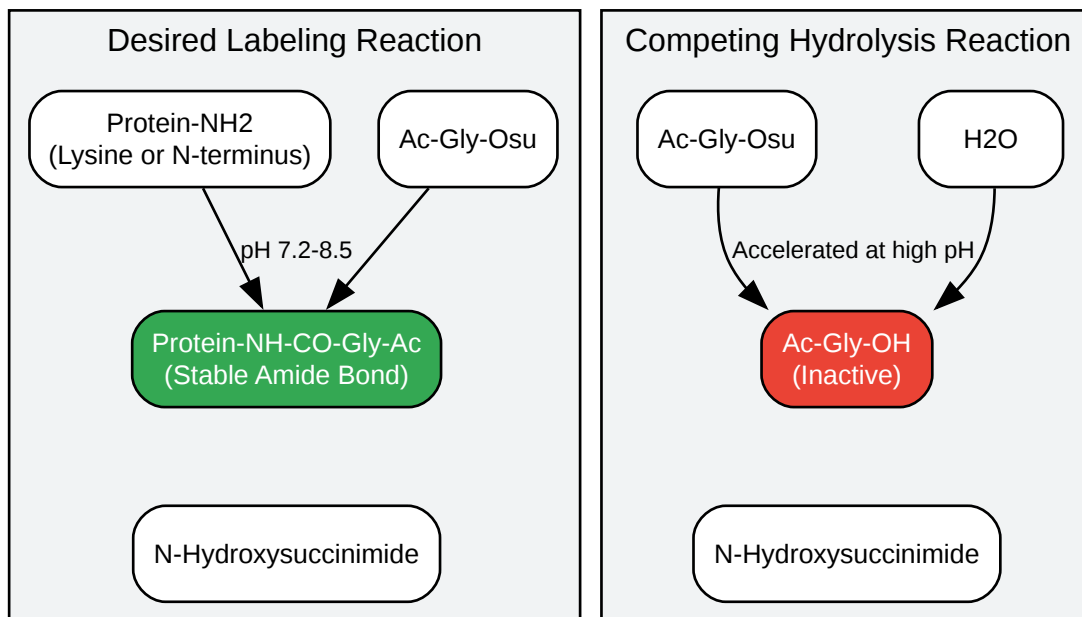 Desired Labeling Reaction
Protein-NH2
(Lysine or N-terminus)
Ac-Gly-Osu
pH 7.2-8.5
Protein-NH-CO-Gly-Ac
(Stable Amide Bond)
N-Hydroxysuccinimide
Competing Hydrolysis Reaction
Ac-Gly-Osu
H2O
Accelerated at high pH
Ac-Gly-OH
(Inactive)
N-Hydroxysuccinimide